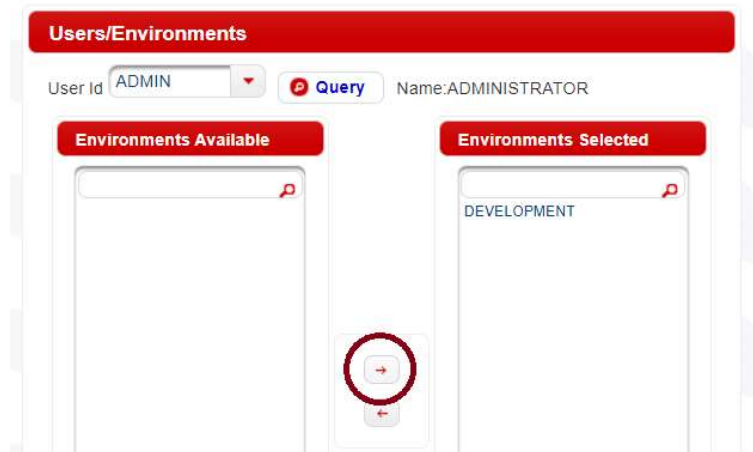 Users/Environments
User Id ADMIN Query Name:ADMINISTRATOR
Environments Available
Environments Selected
DEVELOPMENT